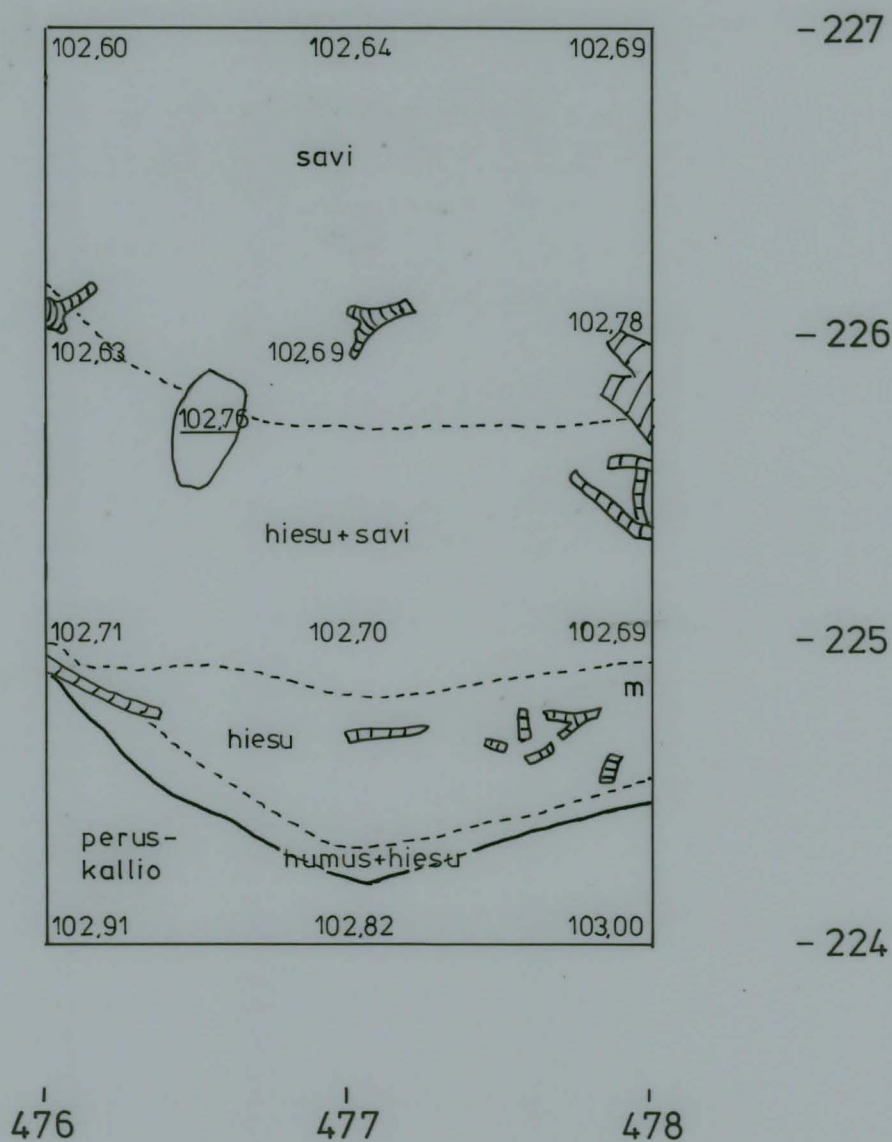 102,60 102,64 102,69 - 227
savi
102,78 - 226
102,63 102,69
102,76
hiesu + savi
102,71 102,70 102,69 - 225
m
hiesu
perus-
kallio
humus+hiesu
102,91 102,82 103,00 - 224
476 477 478